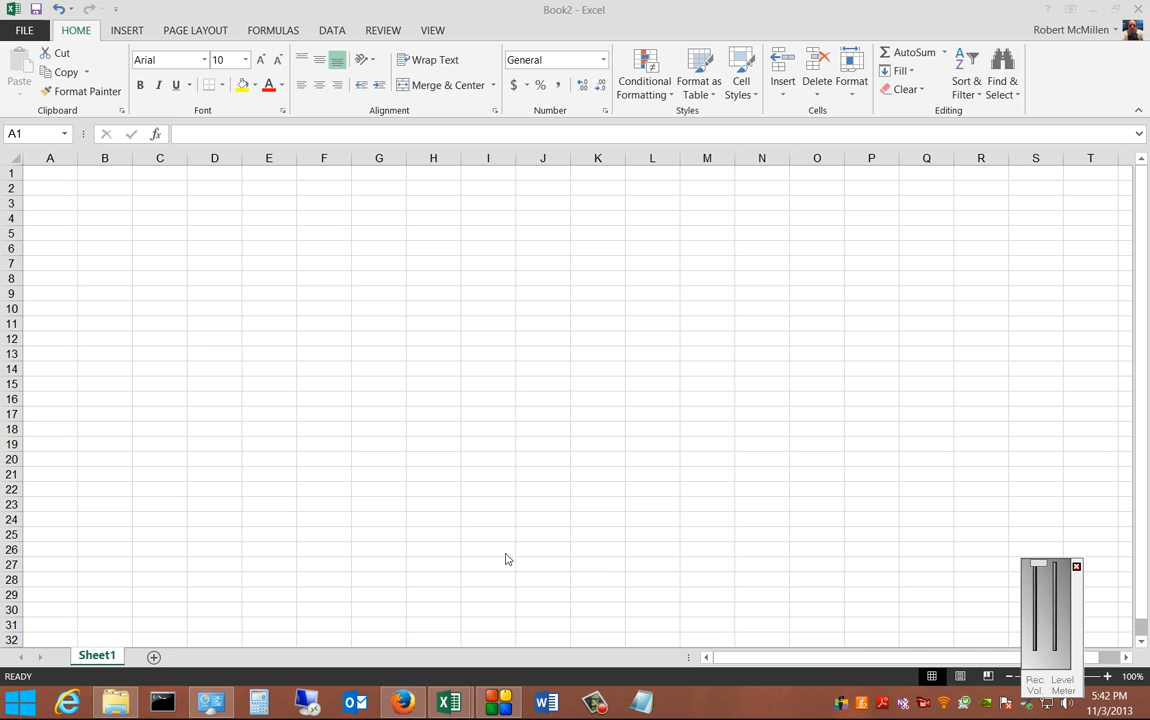 Book2 - Excel
FILE HOME INSERT PAGE LAYOUT FORMULAS DATA REVIEW VIEW Robert McMillen
Paste
Cut
Copy
Format Painter
Clipboard
Arial 10
B I U
Font
Wrap Text
Merge & Center
Alignment
General
$ % ,
Number
Conditional
Formatting
Format as
Table
Cell
Styles
Styles
Insert
Delete
Format
Cells
AutoSum
Fill
Clear
Sort &
Filter
Find &
Select
Editing
A1
fx
A B C D E F G H I J K L M N O P Q R S T
1
2
3
4
5
6
7
8
9
10
11
12
13
14
15
16
17
18
19
20
21
22
23
24
25
26
27
28
29
30
31
32
Rec. Level
Vol. Meter
Sheet1
READY
100%
5:42 PM
11/3/2013